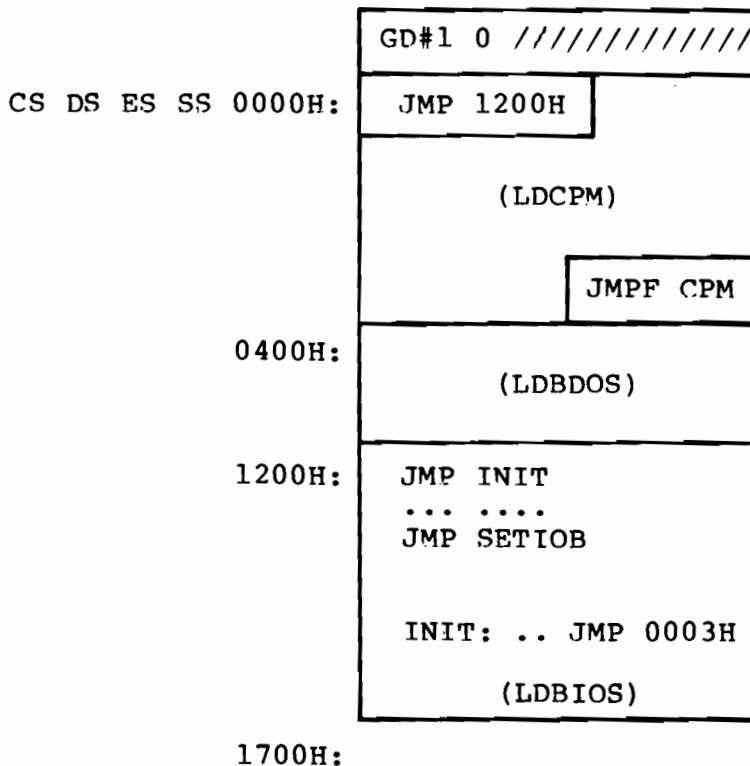 GD#1 0 /////////////
CS DS ES SS 0000H: JMP 1200H
(LDCPM)
JMPF CPM
0400H:
(LDBDOS)
1200H: JMP INIT
... ....
JMP SETIOB
INIT: .. JMP 0003H
(LDBIOS)
1700H: